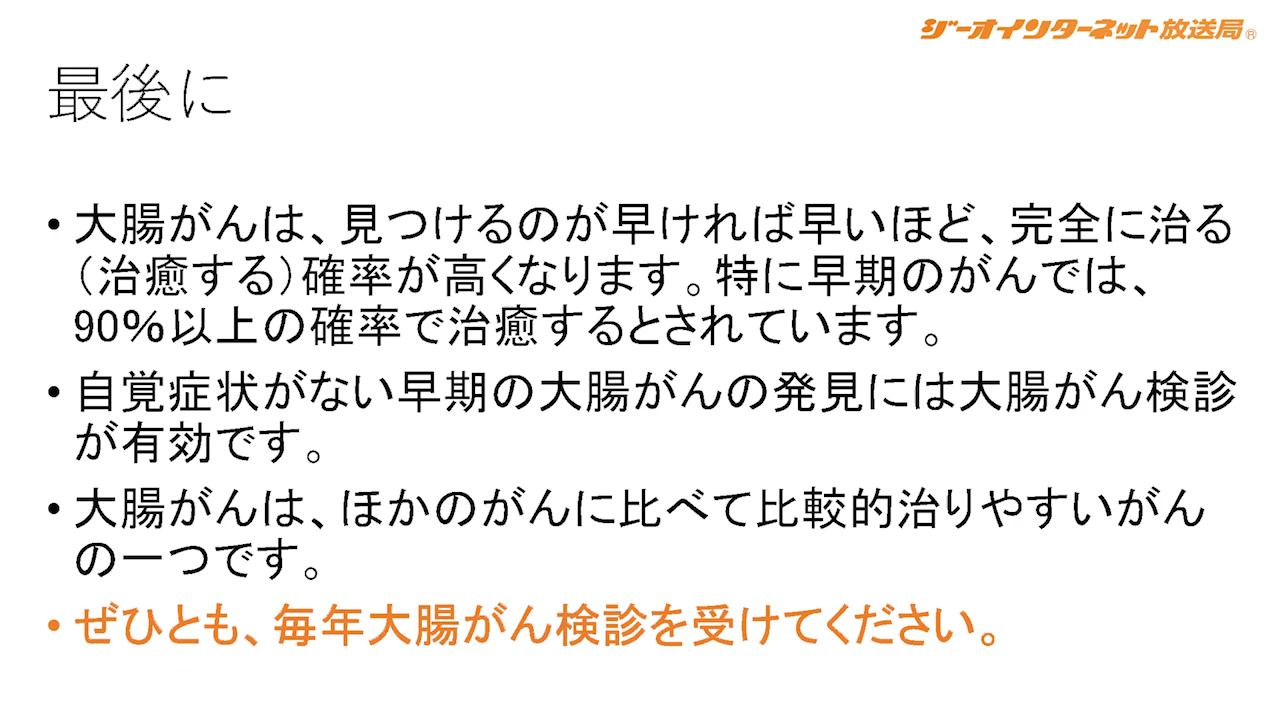 ジーオインターネット放送局®
最後に
• 大腸がんは、見つけるのが早ければ早いほど、完全に治る
（治癒する）確率が高くなります。特に早期のがんでは、
90%以上の確率で治癒するとされています。
• 自覚症状がない早期の大腸がんの発見には大腸がん検診
が有効です。
• 大腸がんは、ほかのがんに比べて比較的治りやすいがん
の一つです。
• ぜひとも、毎年大腸がん検診を受けてください。